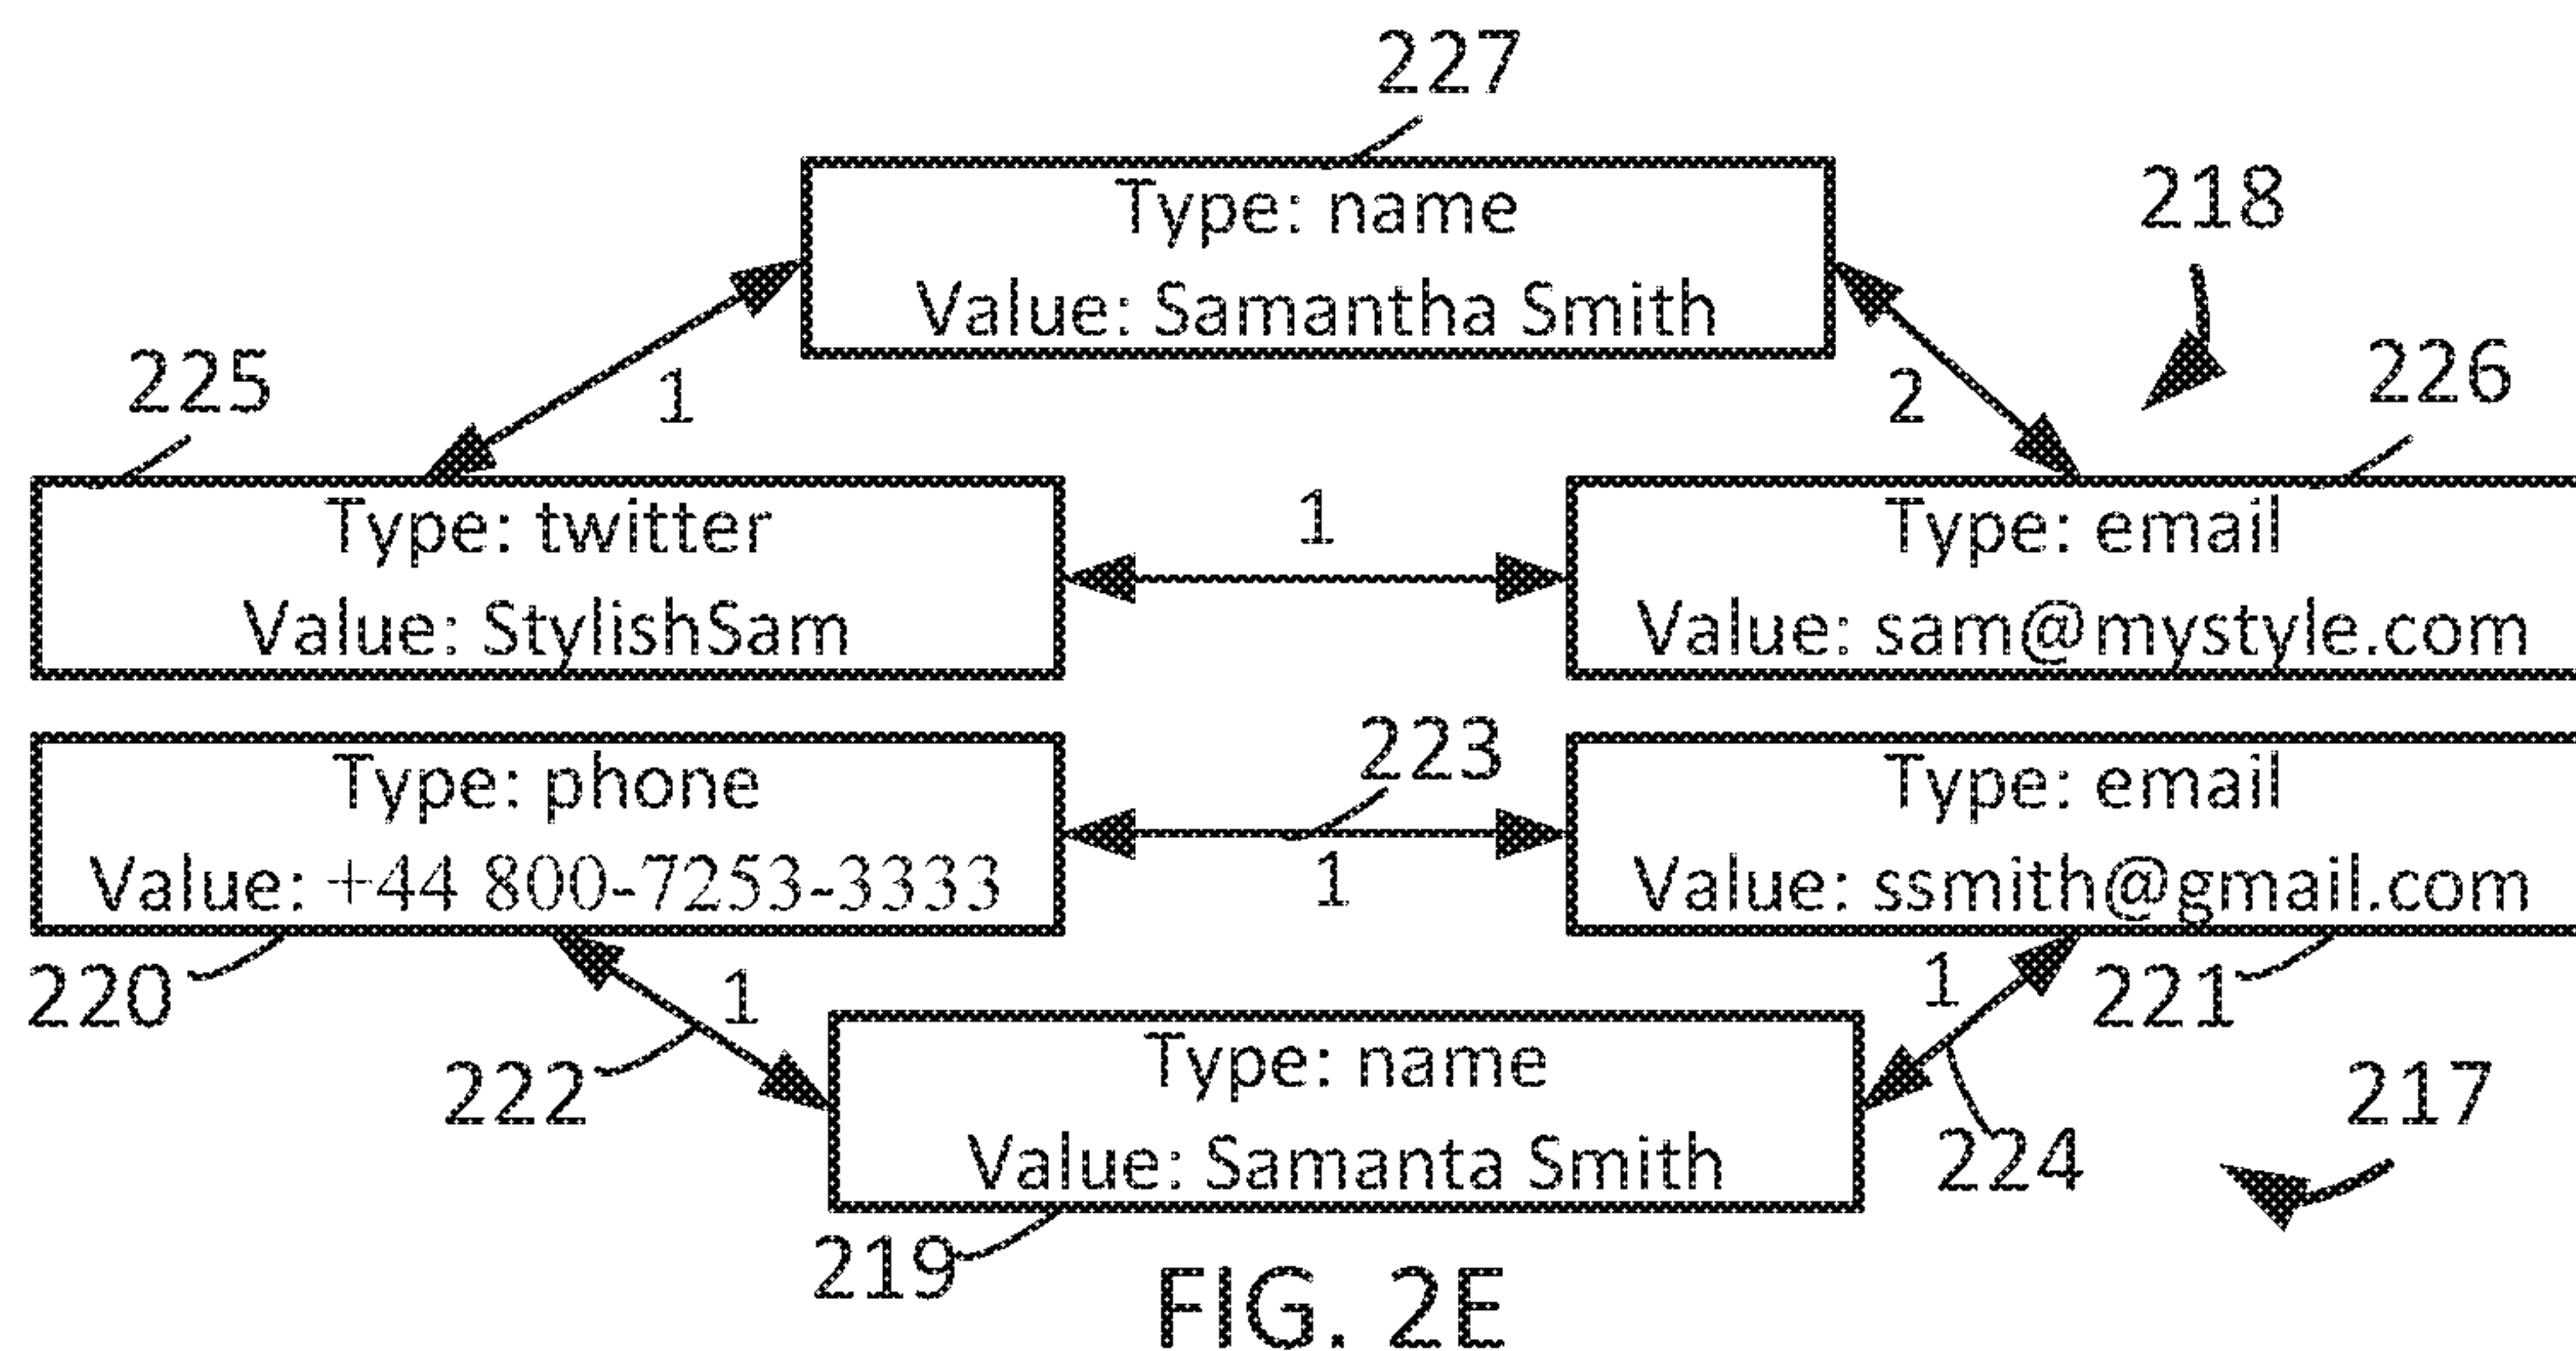 227
Type: name
Value: Samantha Smith
218
225
1
2
226
Type: twitter
Value: StylishSam
1
Type: email
Value: sam@mystyle.com
Type: phone
Value: +44 800-7253-3333
223
1
Type: email
Value: ssmith@gmail.com
220
222
1
1
221
Type: name
Value: Samanta Smith
224
217
219
FIG. 2E